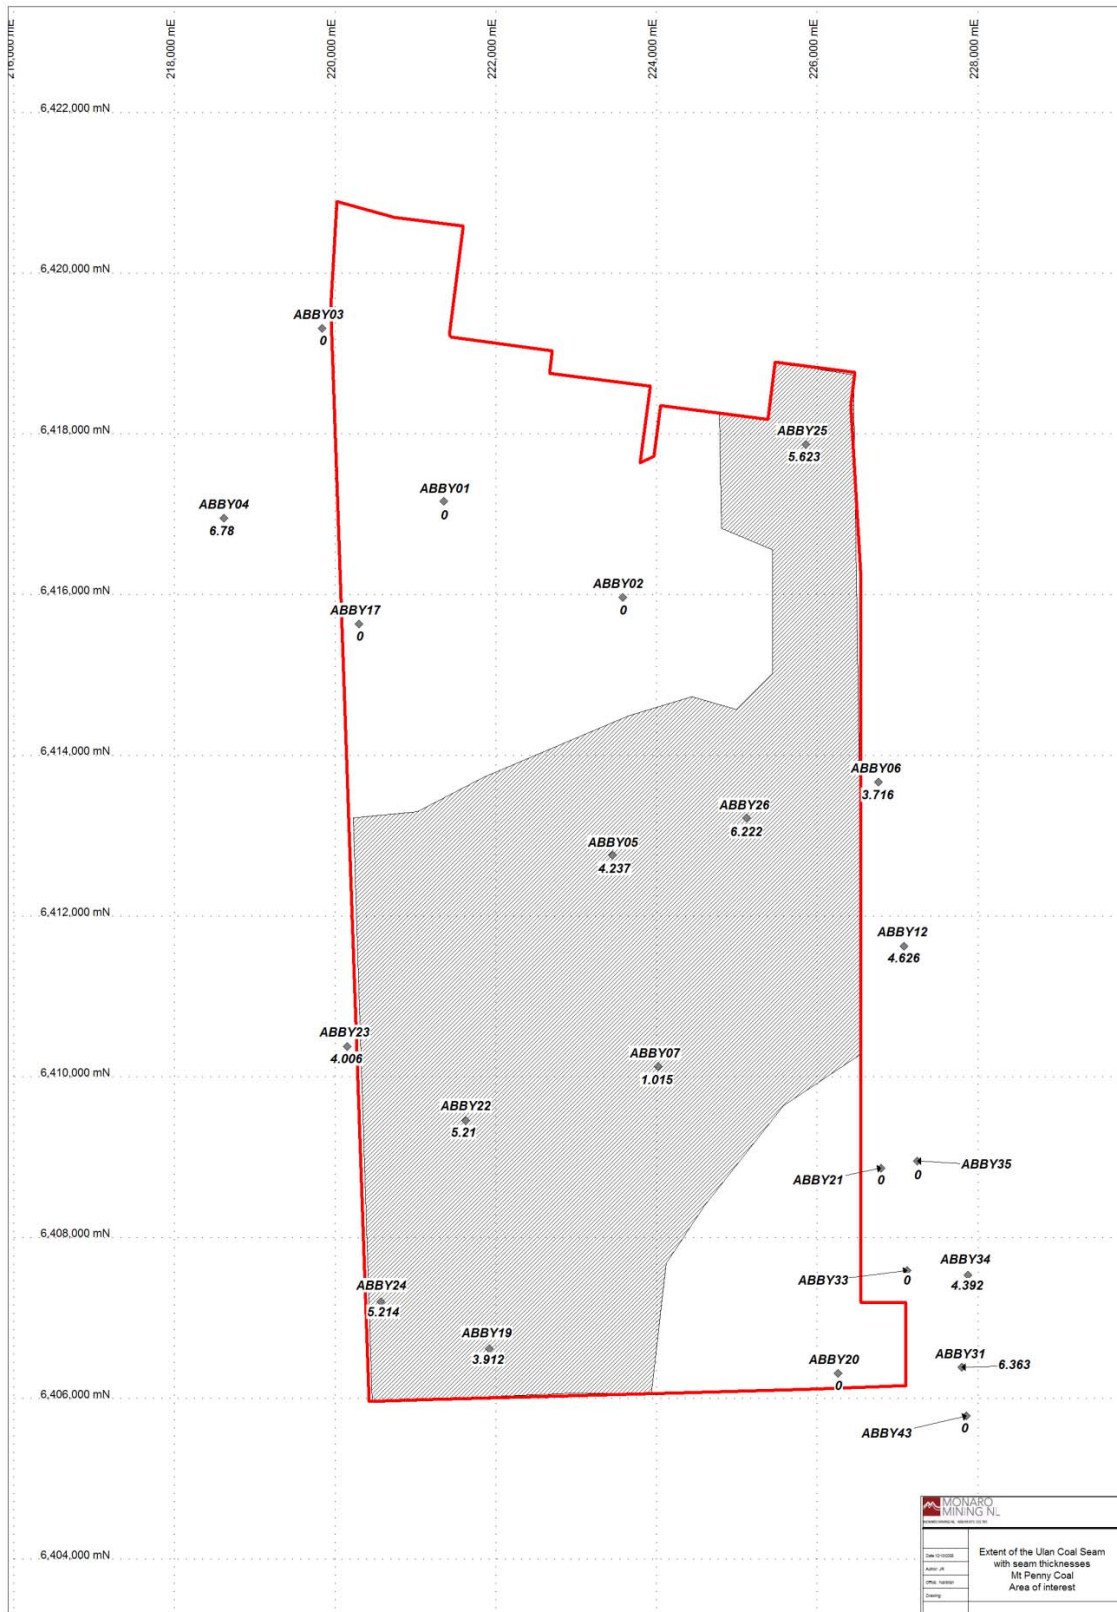 216,000 mE
218,000 mE
220,000 mE
222,000 mE
224,000 mE
226,000 mE
228,000 mE
6,422,000 mN
6,420,000 mN
ABBY03
0
6,418,000 mN
ABBY25
5.623
ABBY01
0
ABBY04
6.78
6,416,000 mN
ABBY02
0
ABBY17
0
6,414,000 mN
ABBY06
3.716
ABBY26
6.222
ABBY05
4.237
6,412,000 mN
ABBY12
4.626
ABBY23
4.006
ABBY07
1.015
6,410,000 mN
ABBY22
5.21
ABBY21
0
ABBY35
0
6,408,000 mN
ABBY33
0
ABBY34
4.392
ABBY24
5.214
ABBY19
3.912
ABBY20
0
ABBY31
6.363
6,406,000 mN
ABBY43
0
6,404,000 mN
MONARO
MINING NL
Extent of the Ulan Coal Seam
with seam thicknesses
Mt Penny Coal
Area of interest
Author: JR
Drawing: